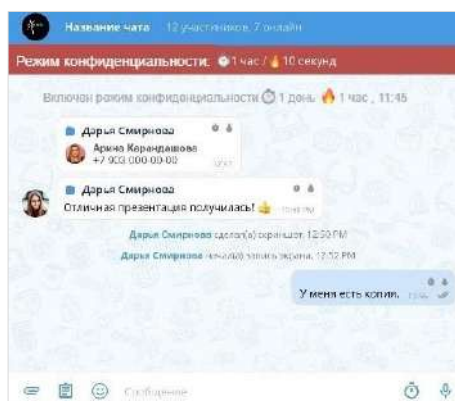 Название чата 12 участников, 7 онлайн
Режим конфиденциальности: 1 час / 10 секунд
Включен режим конфиденциальности 1 день 1 час, 11:45
Дарья Смирнова
Арина Карандашова
+7 903 000-00-00
Дарья Смирнова
Отличная презентация получилась!
Дарья Смирнова сделал(а) скриншот, 12:50 PM
Дарья Смирнова начал(а) запись экрана, 12:52 PM
У меня есть копия.
Сообщение